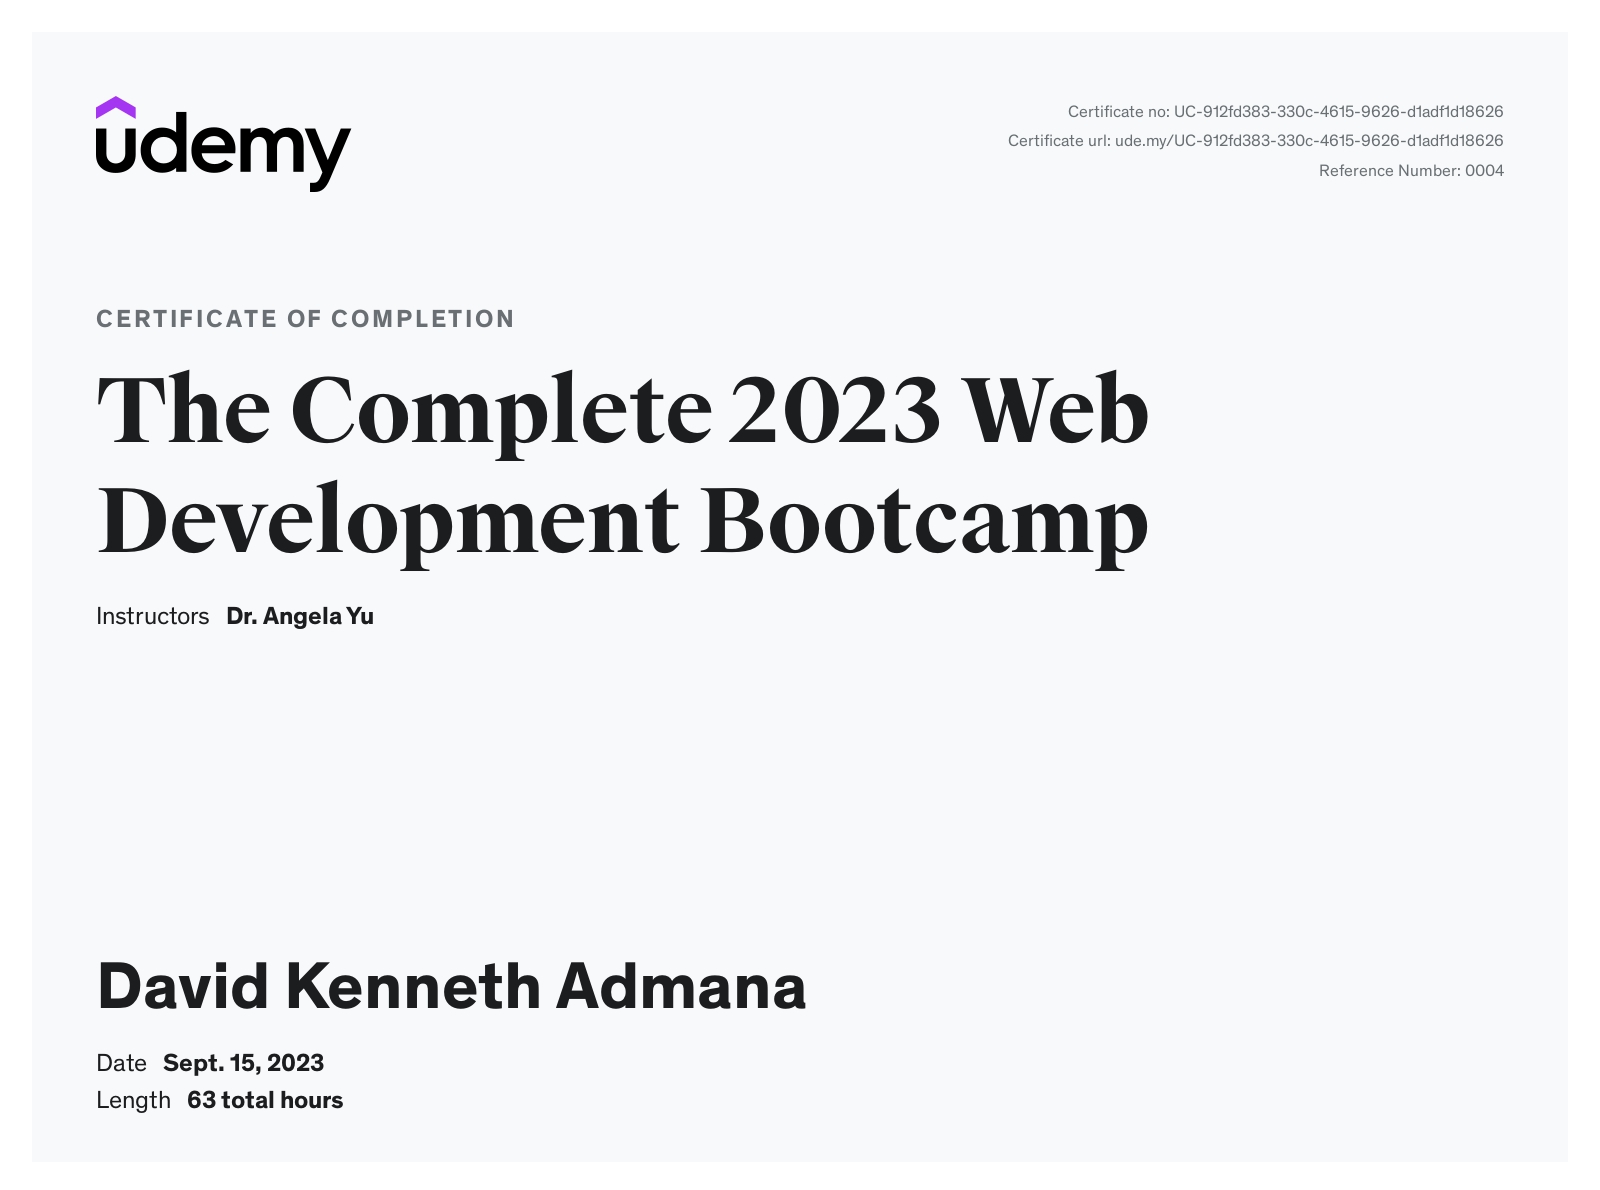 udemy
Certificate no: UC-912fd383-330c-4615-9626-d1adf1d18626
Certificate url: ude.my/UC-912fd383-330c-4615-9626-d1adf1d18626
Reference Number: 0004
CERTIFICATE OF COMPLETION
The Complete 2023 Web
Development Bootcamp
Instructors Dr. Angela Yu
David Kenneth Admana
Date Sept. 15, 2023
Length 63 total hours